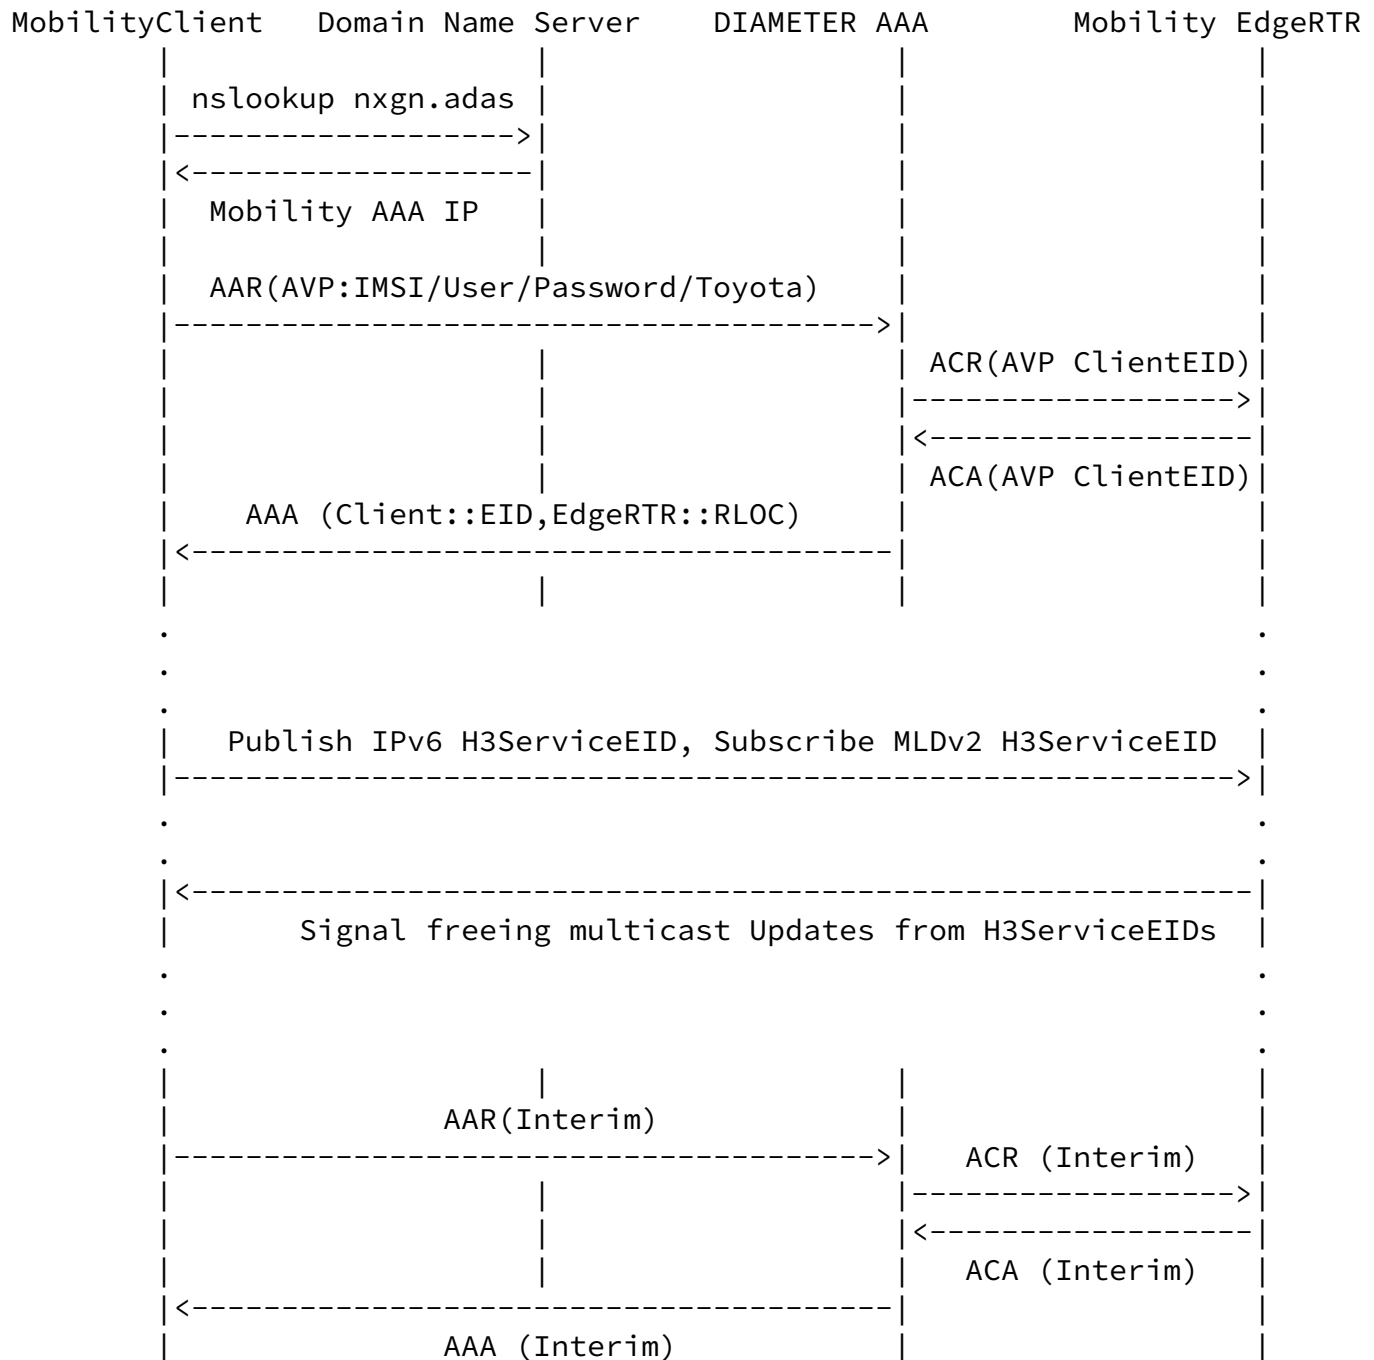 MobilityClient Domain Name Server DIAMETER AAA Mobility EdgeRTR
nslookup nxgn.adas
Mobility AAA IP
AAR(AVP:IMSI/User/Password/Toyota)
ACR(AVP ClientEID)
ACA(AVP ClientEID)
AAA (Client::EID,EdgeRTR::RLOC)
Publish IPv6 H3ServiceEID, Subscribe MLDv2 H3ServiceEID
Signal freeing multicast Updates from H3ServiceEIDs
AAR(Interim)
ACR (Interim)
ACA (Interim)
AAA (Interim)